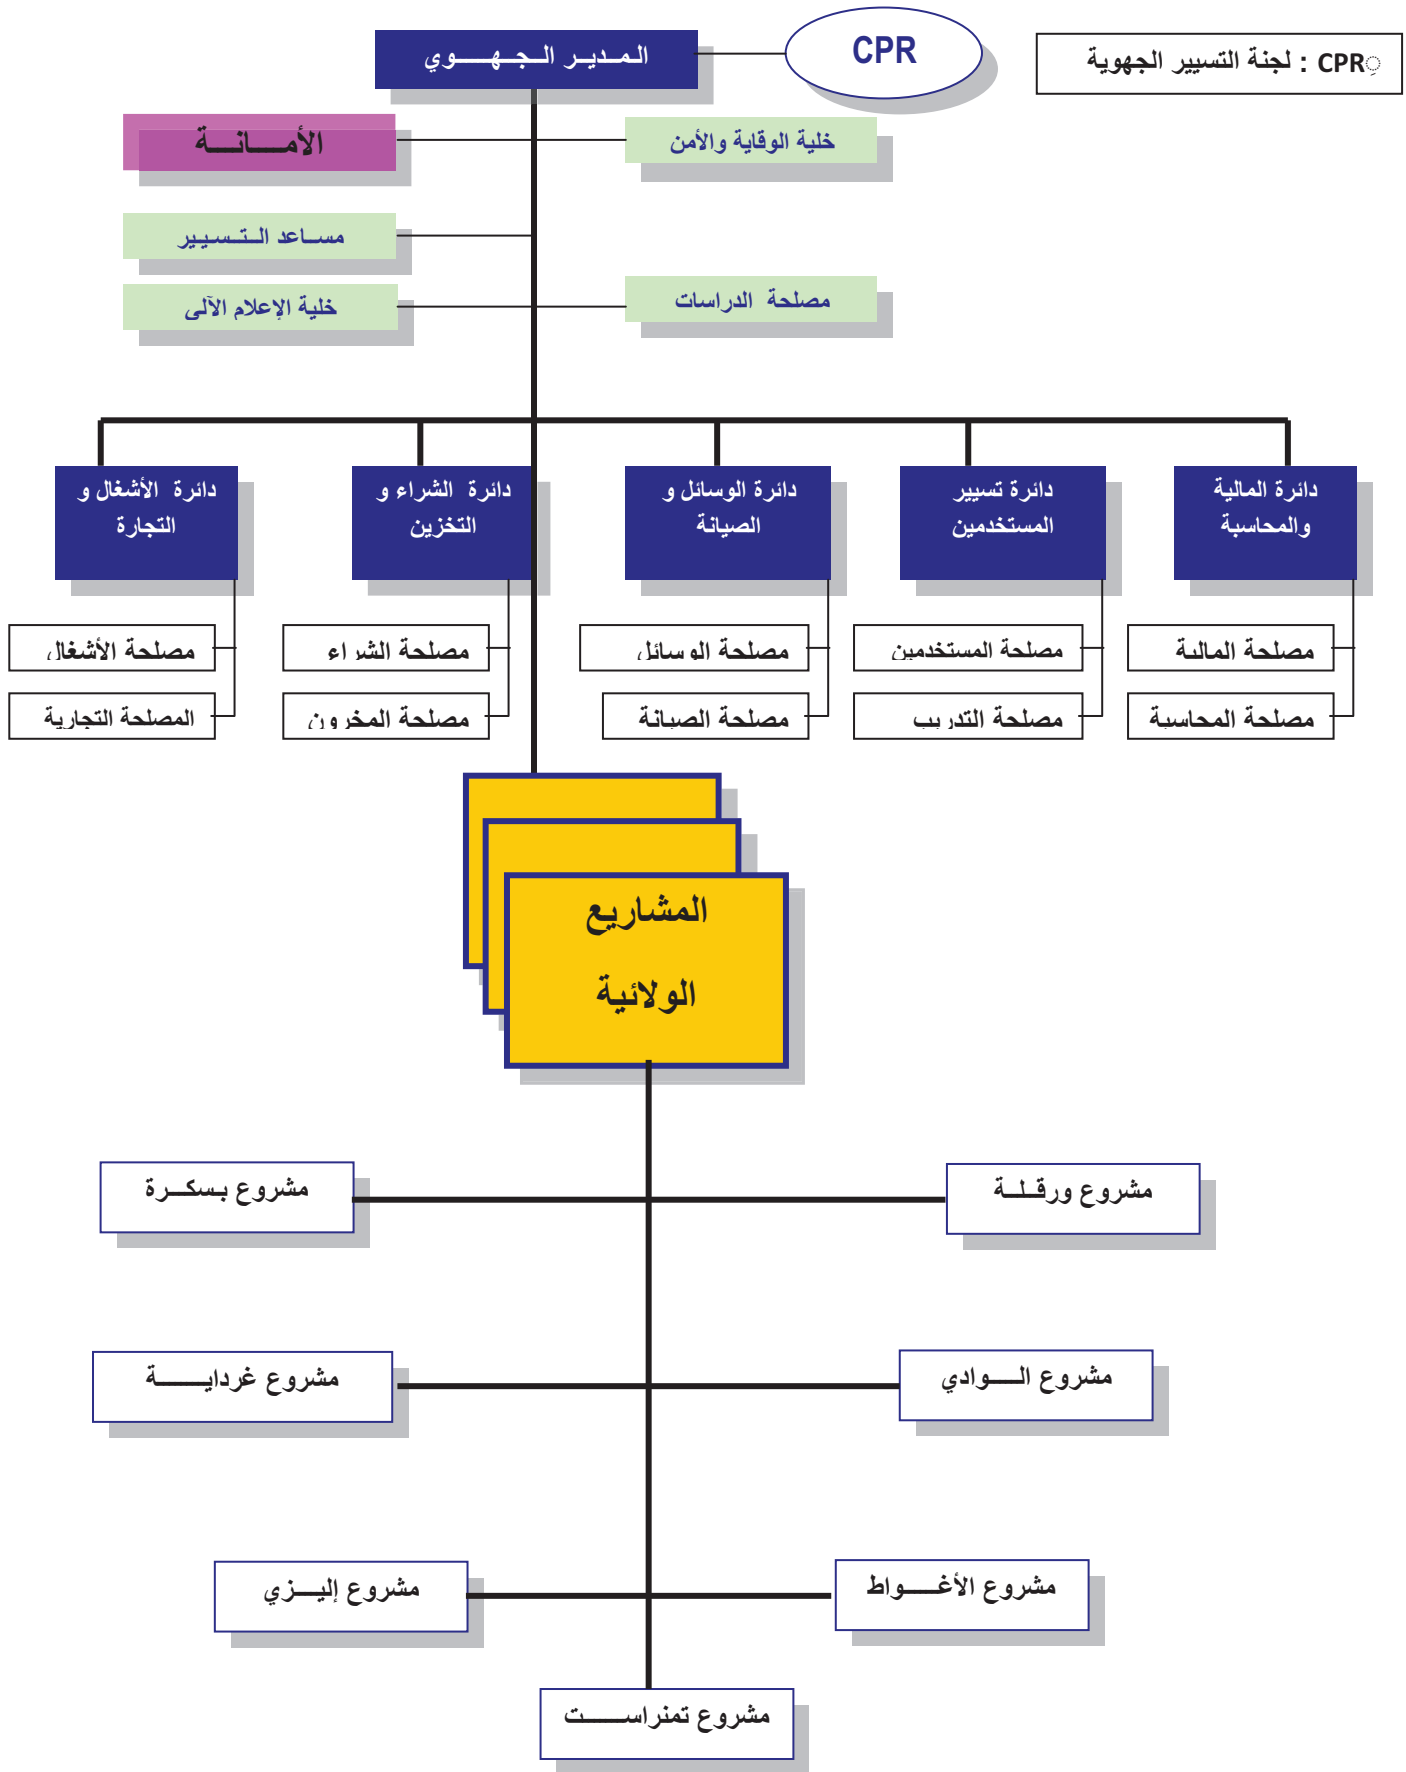 المدير الجهوي
CPR
CPR : لجنة التسيير الجهوية
الأمانة
خلية الوقاية والأمن
مساعد التسيير
مصلحة الدراسات
خلية الإعلام الآلي
دائرة المالية
والمحاسبة
دائرة تسيير
المستخدمين
دائرة الوسائل و
الصيانة
دائرة الشراء و
التخزين
دائرة الأشغال و
التجارة
مصلحة المالية
مصلحة المستخدمين
مصلحة الوسائل
مصلحة الشراء
مصلحة الأشغال
مصلحة المحاسبة
مصلحة التدريب
مصلحة الصيانة
مصلحة المخزون
المصلحة التجارية
المشاريع
الولائية
مشروع ورقلة
مشروع بسكرة
مشروع الوادي
مشروع غرداية
مشروع الأغواط
مشروع إليزي
مشروع تمنراست